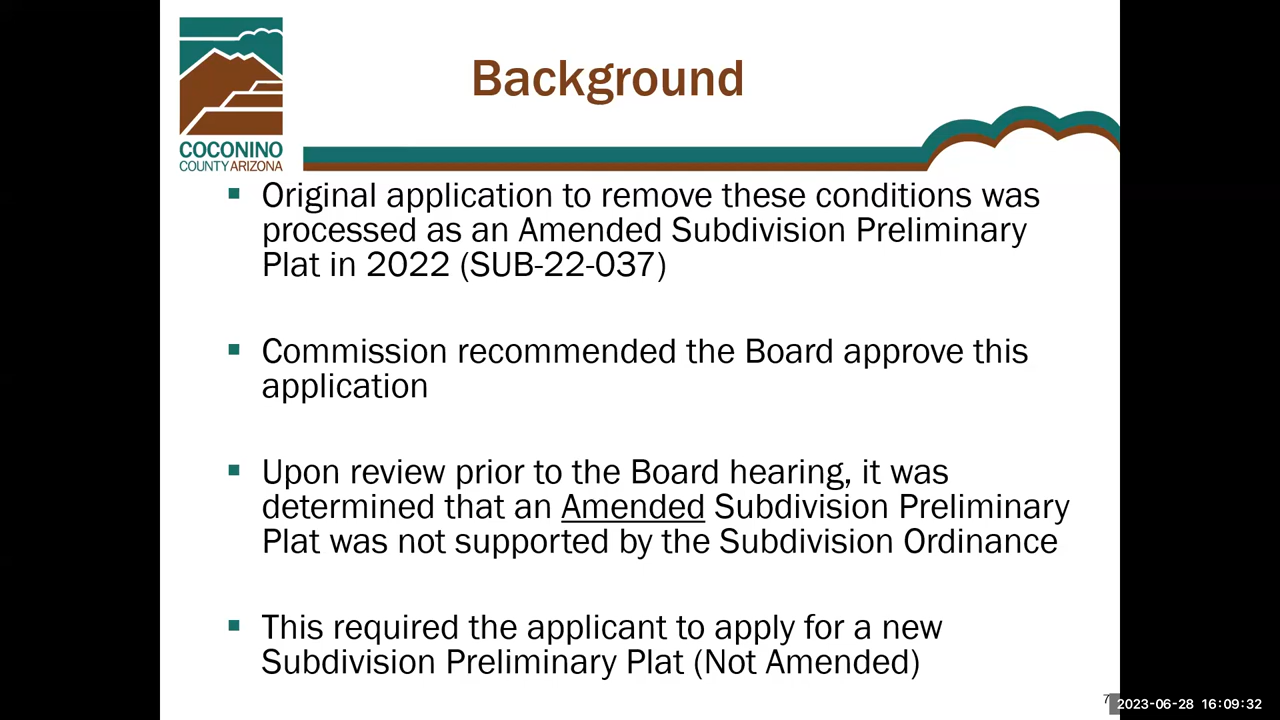 Background
COCONINO
COUNTY ARIZONA
▪ Original application to remove these conditions was
processed as an Amended Subdivision Preliminary
Plat in 2022 (SUB-22-037)
▪ Commission recommended the Board approve this
application
▪ Upon review prior to the Board hearing, it was
determined that an Amended Subdivision Preliminary
Plat was not supported by the Subdivision Ordinance
▪ This required the applicant to apply for a new
Subdivision Preliminary Plat (Not Amended)
7
2023-06-28 16:09:32